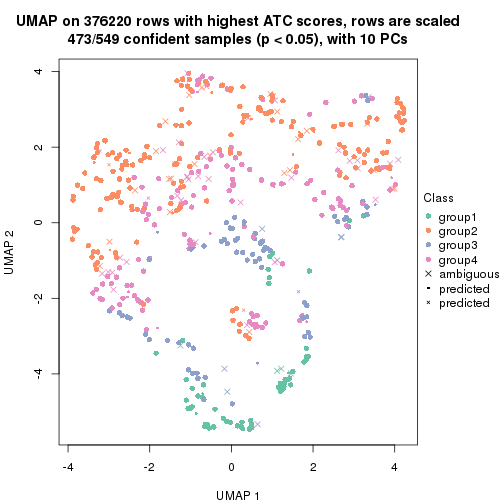 UMAP on 376220 rows with highest ATC scores, rows are scaled
473/549 confident samples (p < 0.05), with 10 PCs
4
2
0
-2
-4
UMAP 2
-4
-2
0
2
4
UMAP 1
Class
group1
group2
group3
group4
ambiguous
predicted
predicted